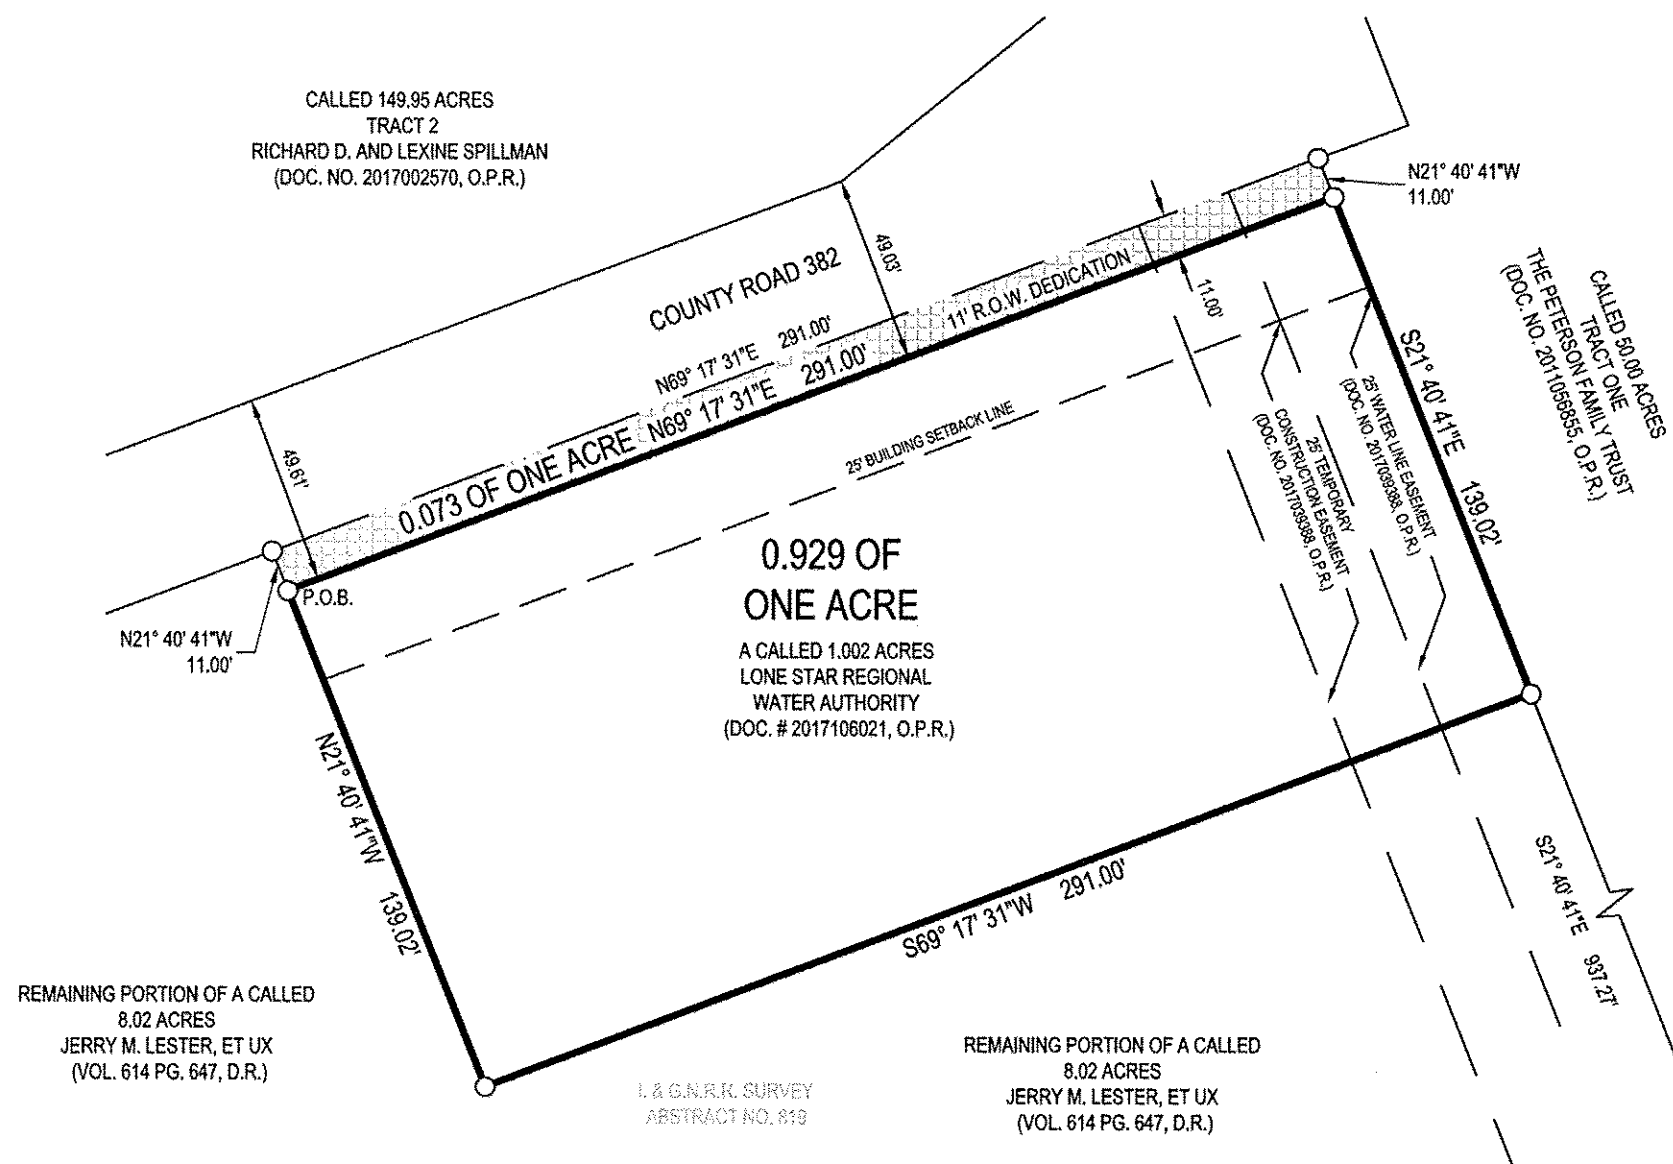 CALLED 149.95 ACRES
TRACT 2
RICHARD D. AND LEXINE SPILLMAN
(DOC. NO. 2017002570, O.P.R.)
N21° 40' 41"W
11.00'
49.03'
COUNTY ROAD 382
11' R.O.W. DEDICATION
11.00'
N69° 17' 31"E 291.00'
N69° 17' 31"E 291.00'
0.073 OF ONE ACRE
49.61'
CALLED 50.00 ACRES
TRACT ONE
THE PETERSON FAMILY TRUST
(DOC. NO. 2011056855, O.P.R.)
S21° 40' 41"E 139.02'
25' BUILDING SETBACK LINE
25' WATER LINE EASEMENT
(DOC. NO. 2017039388, O.P.R.)
25' TEMPORARY
CONSTRUCTION EASEMENT
(DOC. NO. 2017039388, O.P.R.)
P.O.B.
N21° 40' 41"W
11.00'
0.929 OF
ONE ACRE
A CALLED 1.002 ACRES
LONE STAR REGIONAL
WATER AUTHORITY
(DOC. # 2017106021, O.P.R.)
N21° 40' 41"W 139.02'
S69° 17' 31"W 291.00'
S21° 40' 41"E 937.27'
REMAINING PORTION OF A CALLED
8.02 ACRES
JERRY M. LESTER, ET UX
(VOL. 614 PG. 647, D.R.)
I. & G.N.R.R. SURVEY
ABSTRACT NO. 819
REMAINING PORTION OF A CALLED
8.02 ACRES
JERRY M. LESTER, ET UX
(VOL. 614 PG. 647, D.R.)